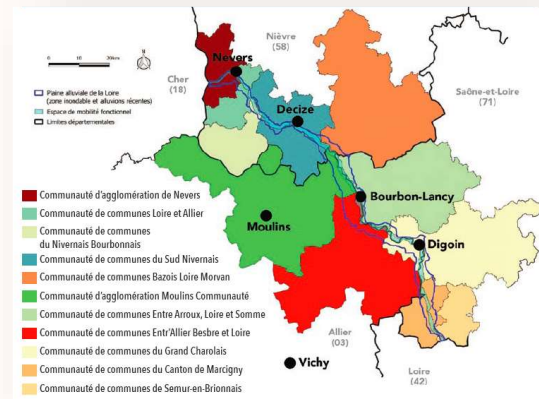 0 10 20km
N
Plaine alluviale de la Loire
(zone inondable et alluvions récentes)
Espace de mobilité fonctionnel
Limites départementales
Nièvre
(58)
Cher
(18)
Nevers
Decize
Saône-et-Loire
(71)
Bourbon-Lancy
Moulins
Digoin
Allier
(03)
Vichy
Loire
(42)
Communauté d'agglomération de Nevers
Communauté de communes Loire et Allier
Communauté de communes
du Nivernais Bourbonnais
Communauté de communes du Sud Nivernais
Communauté de communes Bazois Loire Morvan
Communauté d'agglomération Moulins Communauté
Communauté de communes Entre Arroux, Loire et Somme
Communauté de communes Entr'Allier Besbre et Loire
Communauté de communes du Grand Charolais
Communauté de communes du Canton de Marcigny
Communauté de communes de Semur-en-Brionnais